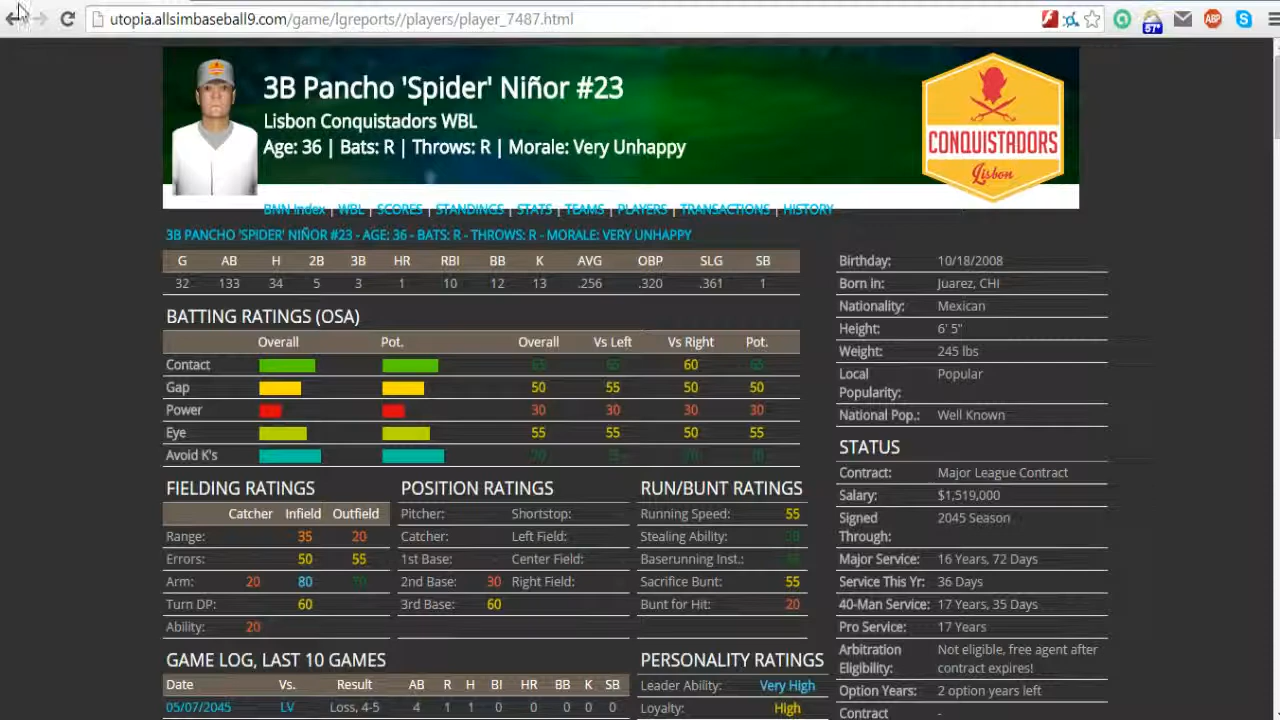 utopia.allsimbaseball9.com/game/lgreports//players/player_7487.html
57°
ABP
3B Pancho 'Spider' Niñor #23
Lisbon Conquistadors WBL
Age: 36 | Bats: R | Throws: R | Morale: Very Unhappy
CONQUISTADORS
Lisbon
BNN Index | WBL | SCORES | STANDINGS | STATS | TEAMS | PLAYERS | TRANSACTIONS | HISTORY
3B PANCHO 'SPIDER' NIÑOR #23 - AGE: 36 - BATS: R - THROWS: R - MORALE: VERY UNHAPPY
G AB H 2B 3B HR RBI BB K AVG OBP SLG SB
32 133 34 5 3 1 10 12 13 .256 .320 .361 1
BATTING RATINGS (OSA)
Overall Pot. Overall Vs Left Vs Right Pot.
Contact 65 65 60 65
Gap 50 55 50 50
Power 30 30 30 30
Eye 55 55 50 55
Avoid K's 70 70 70
FIELDING RATINGS
Catcher Infield Outfield
Range: 35 20
Errors: 50 55
Arm: 20 80 70
Turn DP: 60
Ability: 20
POSITION RATINGS
Pitcher: Shortstop:
Catcher: Left Field:
1st Base: Center Field:
2nd Base: 30 Right Field:
3rd Base: 60
RUN/BUNT RATINGS
Running Speed: 55
Stealing Ability:
Baserunning Inst.:
Sacrifice Bunt: 55
Bunt for Hit: 20
GAME LOG, LAST 10 GAMES
Date Vs. Result AB R H BI HR BB K SB
05/07/2045 LV Loss, 4-5 4 1 1 0 0 0 0 0
PERSONALITY RATINGS
Leader Ability: Very High
Loyalty: High
Birthday: 10/18/2008
Born in: Juarez, CHI
Nationality: Mexican
Height: 6' 5"
Weight: 245 lbs
Local Popularity: Popular
National Pop.: Well Known
STATUS
Contract: Major League Contract
Salary: $1,519,000
Signed Through: 2045 Season
Major Service: 16 Years, 72 Days
Service This Yr: 36 Days
40-Man Service: 17 Years, 35 Days
Pro Service: 17 Years
Arbitration Eligibility: Not eligible, free agent after contract expires!
Option Years: 2 option years left
Contract -